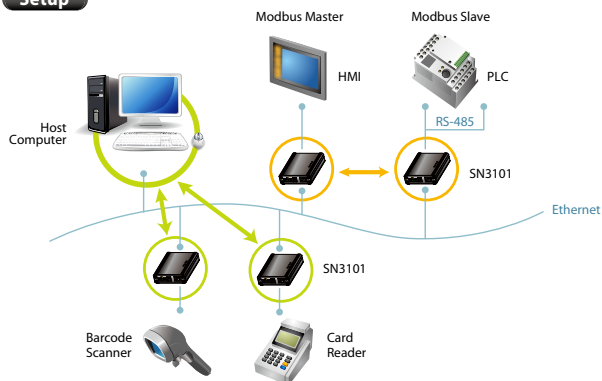 Setup
Modbus Master
Modbus Slave
HMI
PLC
RS-485
Host
Computer
SN3101
Ethernet
SN3101
Barcode
Scanner
Card
Reader